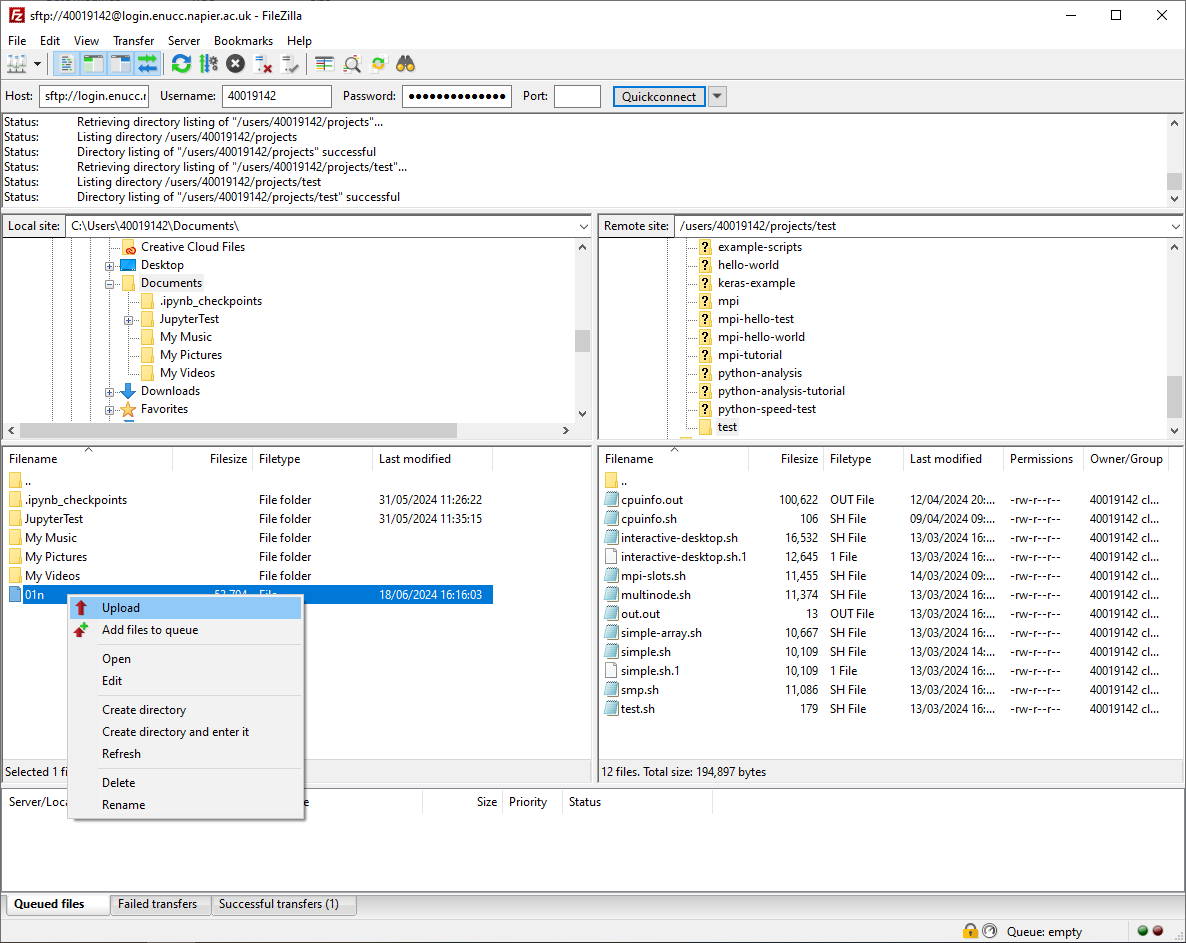 sftp://40019142@login.enucc.napier.ac.uk - FileZilla
File Edit View Transfer Server Bookmarks Help
Host: sftp://login.enucc.r Username: 40019142 Password: ●●●●●●●●●●●●●● Port: Quickconnect
Status: Retrieving directory listing of "/users/40019142/projects"...
Status: Listing directory /users/40019142/projects
Status: Directory listing of "/users/40019142/projects" successful
Status: Retrieving directory listing of "/users/40019142/projects/test"...
Status: Listing directory /users/40019142/projects/test
Status: Directory listing of "/users/40019142/projects/test" successful
Local site: C:\Users\40019142\Documents\
Creative Cloud Files
Desktop
Documents
.ipynb_checkpoints
JupyterTest
My Music
My Pictures
My Videos
Downloads
Favorites
Remote site: /users/40019142/projects/test
example-scripts
hello-world
keras-example
mpi
mpi-hello-test
mpi-hello-world
mpi-tutorial
python-analysis
python-analysis-tutorial
python-speed-test
test
Filename Filesize Filetype Last modified
..
.ipynb_checkpoints File folder 31/05/2024 11:26:22
JupyterTest File folder 31/05/2024 11:35:15
My Music File folder
My Pictures File folder
My Videos File folder
01n 18/06/2024 16:16:03
Upload
Add files to queue
Open
Edit
Create directory
Create directory and enter it
Refresh
Delete
Rename
Selected 1 fi
Filename Filesize Filetype Last modified Permissions Owner/Group
..
cpuinfo.out 100,622 OUT File 12/04/2024 20:... -rw-r--r-- 40019142 cl...
cpuinfo.sh 106 SH File 09/04/2024 09:... -rw-r--r-- 40019142 cl...
interactive-desktop.sh 16,532 SH File 13/03/2024 16:... -rw-r--r-- 40019142 cl...
interactive-desktop.sh.1 12,645 1 File 13/03/2024 16:... -rw-r--r-- 40019142 cl...
mpi-slots.sh 11,455 SH File 14/03/2024 09:... -rw-r--r-- 40019142 cl...
multinode.sh 11,374 SH File 13/03/2024 16:... -rw-r--r-- 40019142 cl...
out.out 13 OUT File 13/03/2024 16:... -rw-r--r-- 40019142 cl...
simple-array.sh 10,667 SH File 13/03/2024 16:... -rw-r--r-- 40019142 cl...
simple.sh 10,109 SH File 13/03/2024 14:... -rw-r--r-- 40019142 cl...
simple.sh.1 10,109 1 File 13/03/2024 16:... -rw-r--r-- 40019142 cl...
smp.sh 11,086 SH File 13/03/2024 16:... -rw-r--r-- 40019142 cl...
test.sh 179 SH File 13/03/2024 16:... -rw-r--r-- 40019142 cl...
12 files. Total size: 194,897 bytes
Server/Loca e Size Priority Status
Queued files Failed transfers Successful transfers (1)
Queue: empty